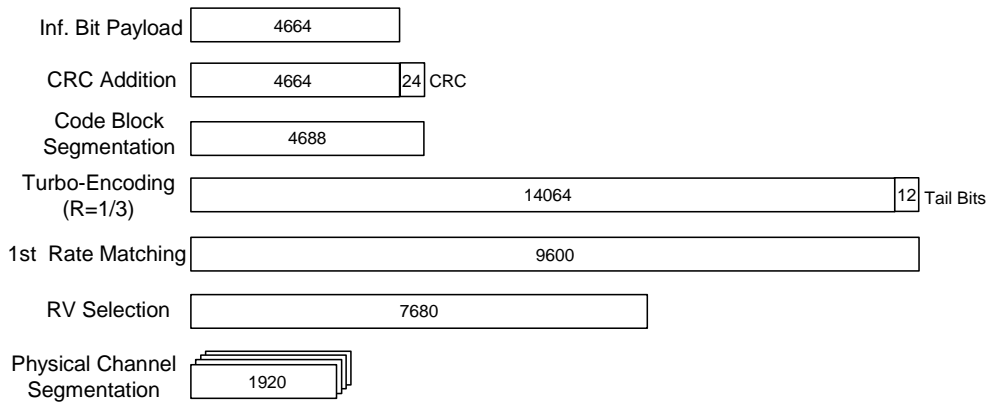 Inf. Bit Payload 4664
CRC Addition 4664 24 CRC
Code Block
Segmentation 4688
Turbo-Encoding
(R=1/3) 14064 12 Tail Bits
1st Rate Matching 9600
RV Selection 7680
Physical Channel
Segmentation 1920